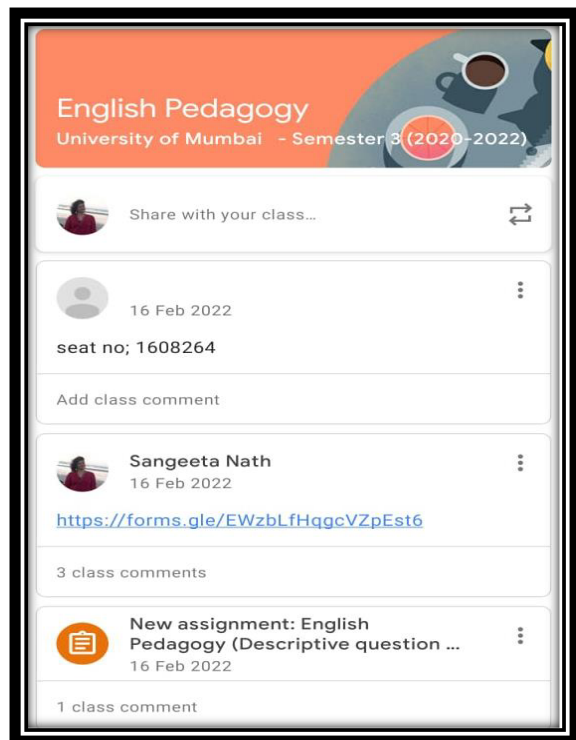 English Pedagogy
University of Mumbai - Semester 3 (2020-2022)
Share with your class...
16 Feb 2022
seat no; 1608264
Add class comment
Sangeeta Nath
16 Feb 2022
https://forms.gle/EWzbLfHqgcVZpEst6
3 class comments
New assignment: English
Pedagogy (Descriptive question ...
16 Feb 2022
1 class comment